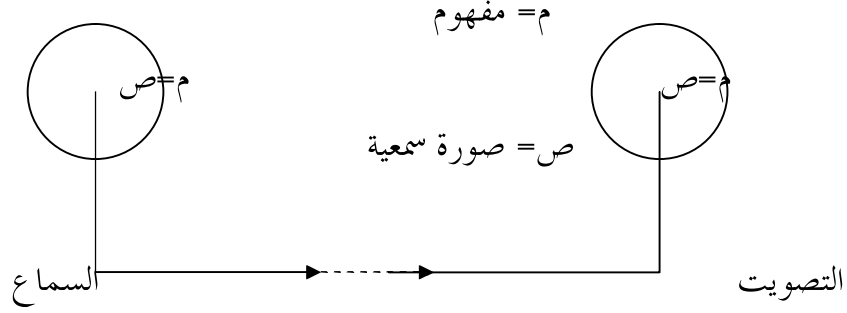 م= مفهوم
م=ص
م=ص
ص= صورة سمعية
التصويت
السماع